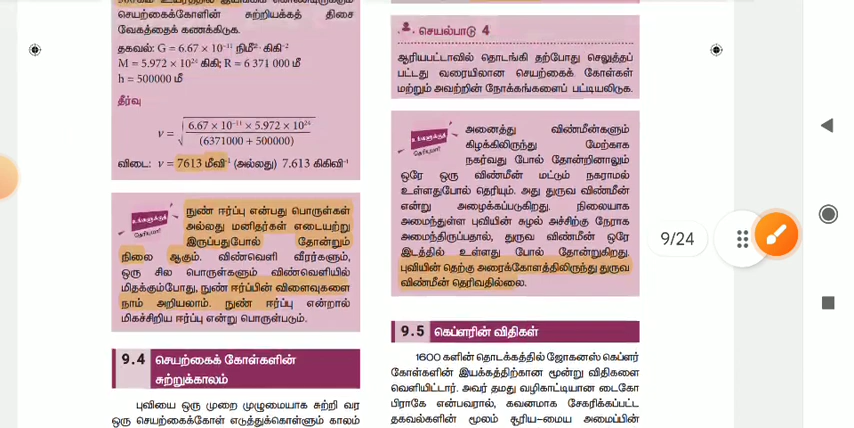 செயற்கைக்கோளின் சுற்றியக்கத் திசை
வேகத்தைக் கணக்கிடுக.
தகவல்: G = 6.67 × 10⁻¹¹ நிமீ² கிகி⁻²
M = 5.972 × 10²⁴ கிகி; R = 6 371 000 மீ
h = 500000 மீ
தீர்வு
v = √ 6.67 × 10⁻¹¹ × 5.972 × 10²⁴
(6371000 + 500000)
விடை: v = 7613 மீவி⁻¹ (அல்லது) 7.613 கிகிவி⁻¹
உங்களுக்குத்
தெரியுமா?
நுண் ஈர்ப்பு என்பது பொருள்கள்
அல்லது மனிதர்கள் எடையற்று
இருப்பதுபோல் தோன்றும்
நிலை ஆகும். விண்வெளி வீரர்களும்,
ஒரு சில பொருள்களும் விண்வெளியில்
மிதக்கும்போது, நுண் ஈர்ப்பின் விளைவுகளை
நாம் அறியலாம். நுண் ஈர்ப்பு என்றால்
மிகச்சிறிய ஈர்ப்பு என்று பொருள்படும்.
9.4 செயற்கைக் கோள்களின்
சுற்றுக்காலம்
புவியை ஒரு முறை முழுமையாக சுற்றி வர
ஒரு செயற்கைக்கோள் எடுத்துக்கொள்ளும் காலம்
செயல்பாடு 4
ஆரியபட்டாவில் தொடங்கி தற்போது செலுத்தப்
பட்டது வரையிலான செயற்கைக் கோள்கள்
மற்றும் அவற்றின் நோக்கங்களைப் பட்டியலிடுக.
உங்களுக்குத்
தெரியுமா?
அனைத்து விண்மீன்களும்
கிழக்கிலிருந்து மேற்காக
நகர்வது போல் தோன்றினாலும்
ஒரே ஒரு விண்மீன் மட்டும் நகராமல்
உள்ளதுபோல் தெரியும். அது துருவ விண்மீன்
என்று அழைக்கப்படுகிறது. நிலையாக
அமைந்துள்ள புவியின் சுழல் அச்சிற்கு நேராக
அமைந்திருப்பதால், துருவ விண்மீன் ஒரே
இடத்தில் உள்ளது போல் தோன்றுகிறது.
புவியின் தெற்கு அரைக்கோளத்திலிருந்து துருவ
விண்மீன் தெரிவதில்லை.
9.5 கெப்ளரின் விதிகள்
1600 களின் தொடக்கத்தில் ஜோகனஸ் கெப்ளர்
கோள்களின் இயக்கத்திற்கான மூன்று விதிகளை
வெளியிட்டார். அவர் தமது வழிகாட்டியான டைகோ
பிராகே என்பவரால், கவனமாக சேகரிக்கப்பட்ட
தகவல்களின் மூலம் சூரிய–மைய அமைப்பின்
9/24